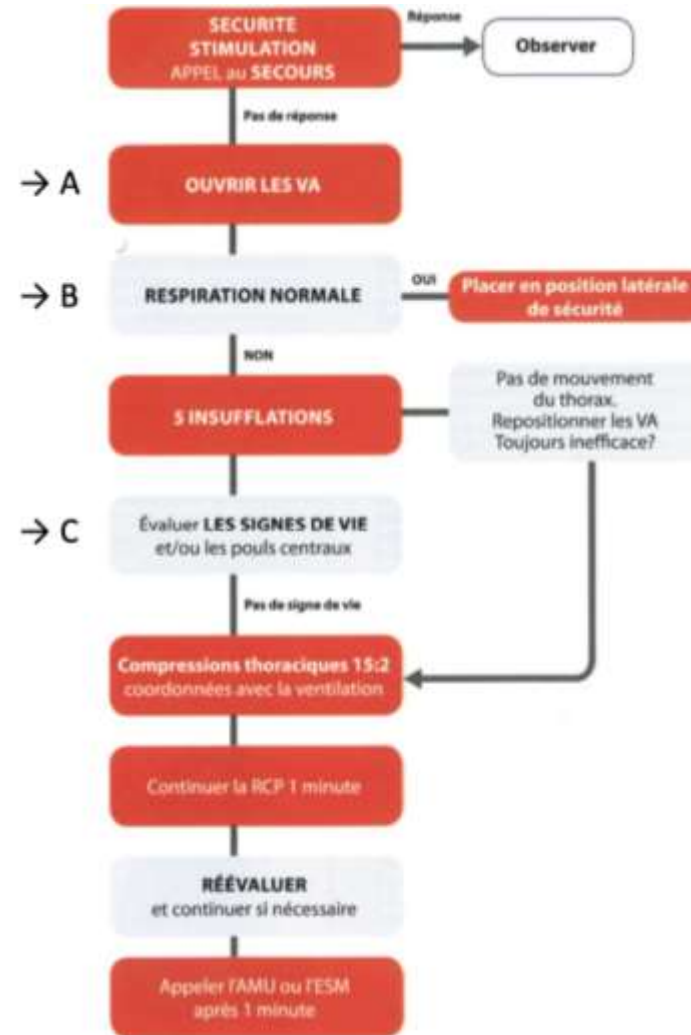 SECURITE
STIMULATION
APPEL au SECOURS
Réponse
Observer
Pas de réponse
→ A
OUVRIR LES VA
→ B
RESPIRATION NORMALE
OUI
Placer en position latérale
de sécurité
NON
5 INSUFFLATIONS
Pas de mouvement
du thorax.
Repositionner les VA
Toujours inefficace?
→ C
Évaluer LES SIGNES DE VIE
et/ou les pouls centraux
Pas de signe de vie
Compressions thoraciques 15:2
coordonnées avec la ventilation
Continuer la RCP 1 minute
RÉÉVALUER
et continuer si nécessaire
Appeler l'AMU ou l'ESM
après 1 minute